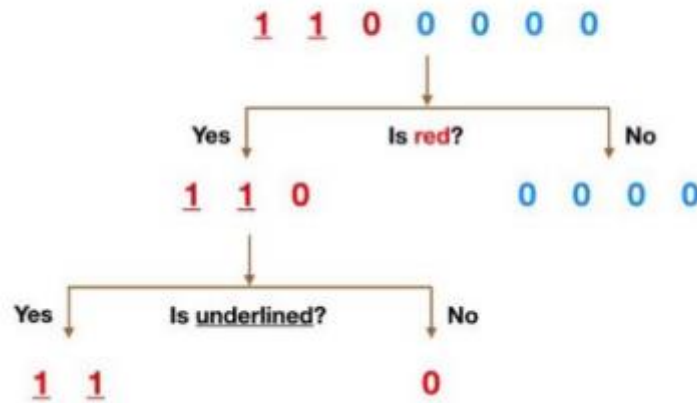 1 1 0 0 0 0 0
Yes Is red? No
1 1 0 0 0 0 0
Yes Is underlined? No
1 1 0